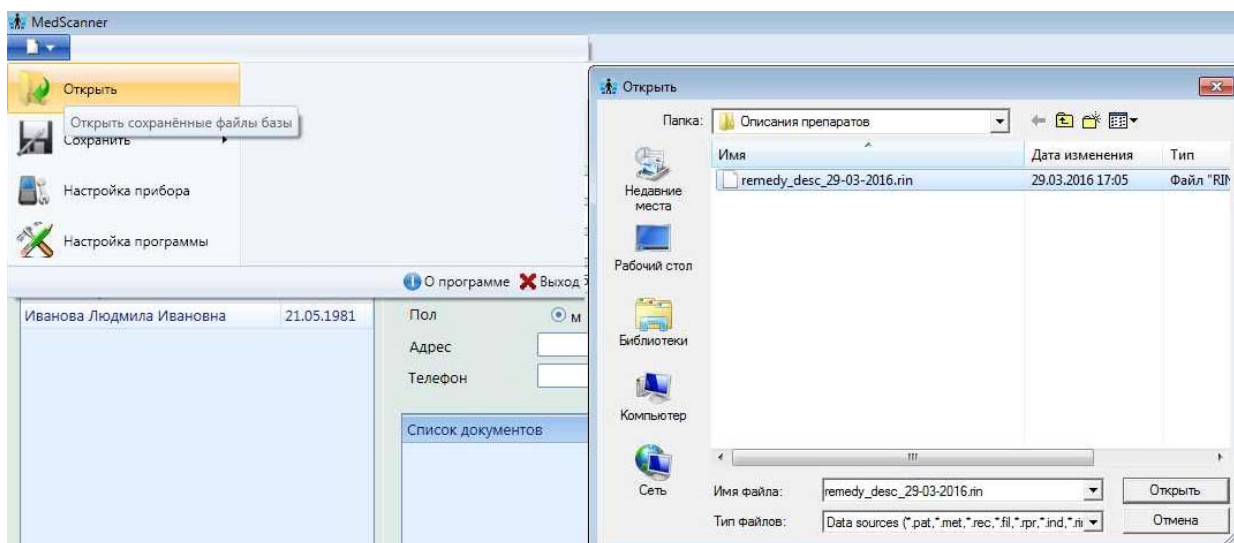 MedScanner
Открыть
Открыть сохранённые файлы базы
Сохранить
Настройка прибора
Настройка программы
О программе
Выход
Иванова Людмила Ивановна 21.05.1981
Пол м
Адрес
Телефон
Список документов
Открыть
Папка: Описания препаратов
Имя Дата изменения Тип
remedy_desc_29-03-2016.rin 29.03.2016 17:05 Файл "RIN
Недавние
места
Рабочий стол
Библиотеки
Компьютер
Сеть
Имя файла: remedy_desc_29-03-2016.rin Открыть
Тип файлов: Data sources (*.pat,*.met,*.rec,*.fil,*.rpr,*.ind,*.ri Отмена